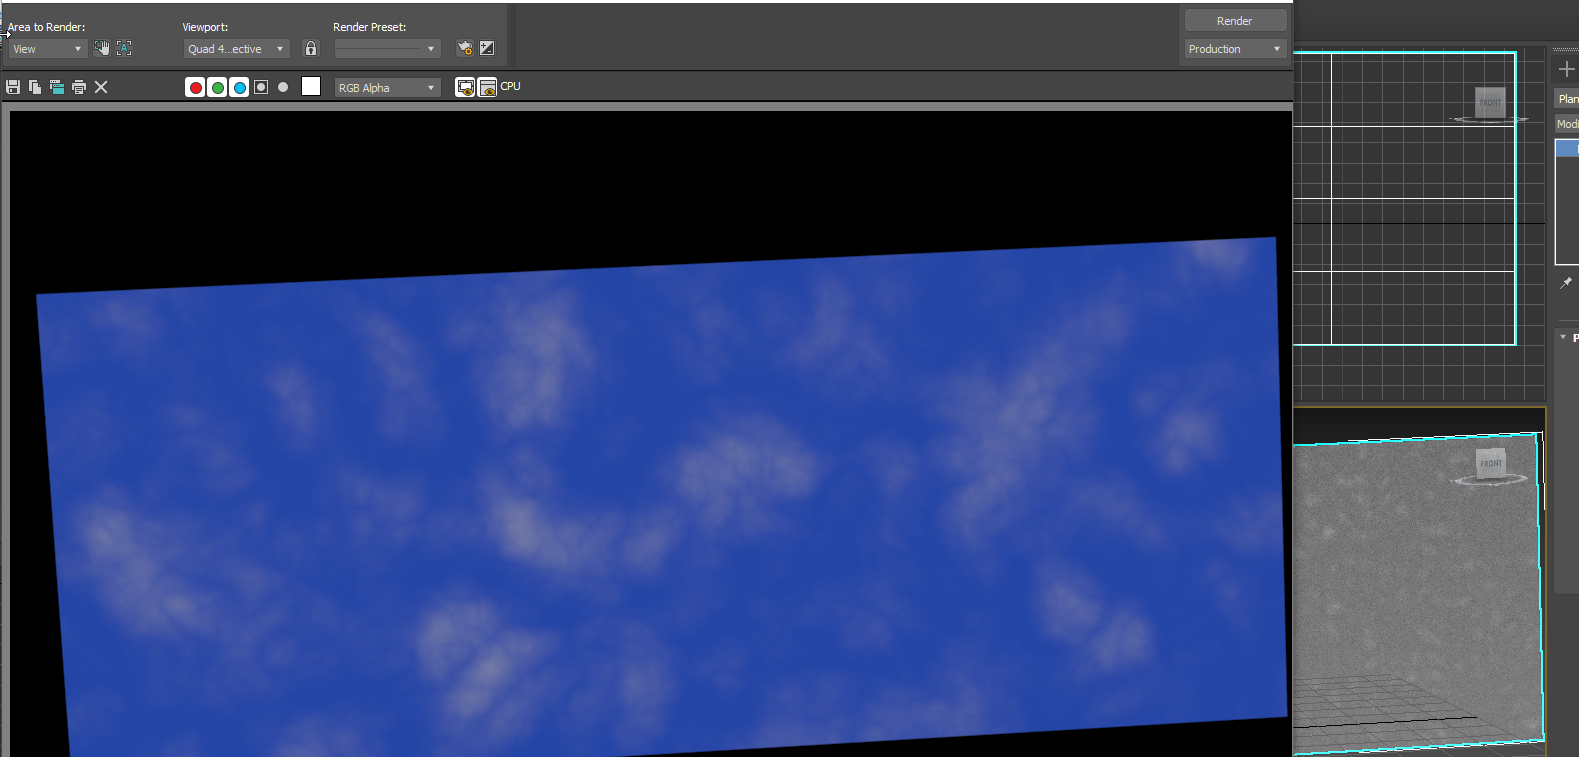 Area to Render:
Viewport:
Render Preset:
Render
View
Quad 4...ective
Production
RGB Alpha
CPU
FRONT
Plan
Modi
FRONT